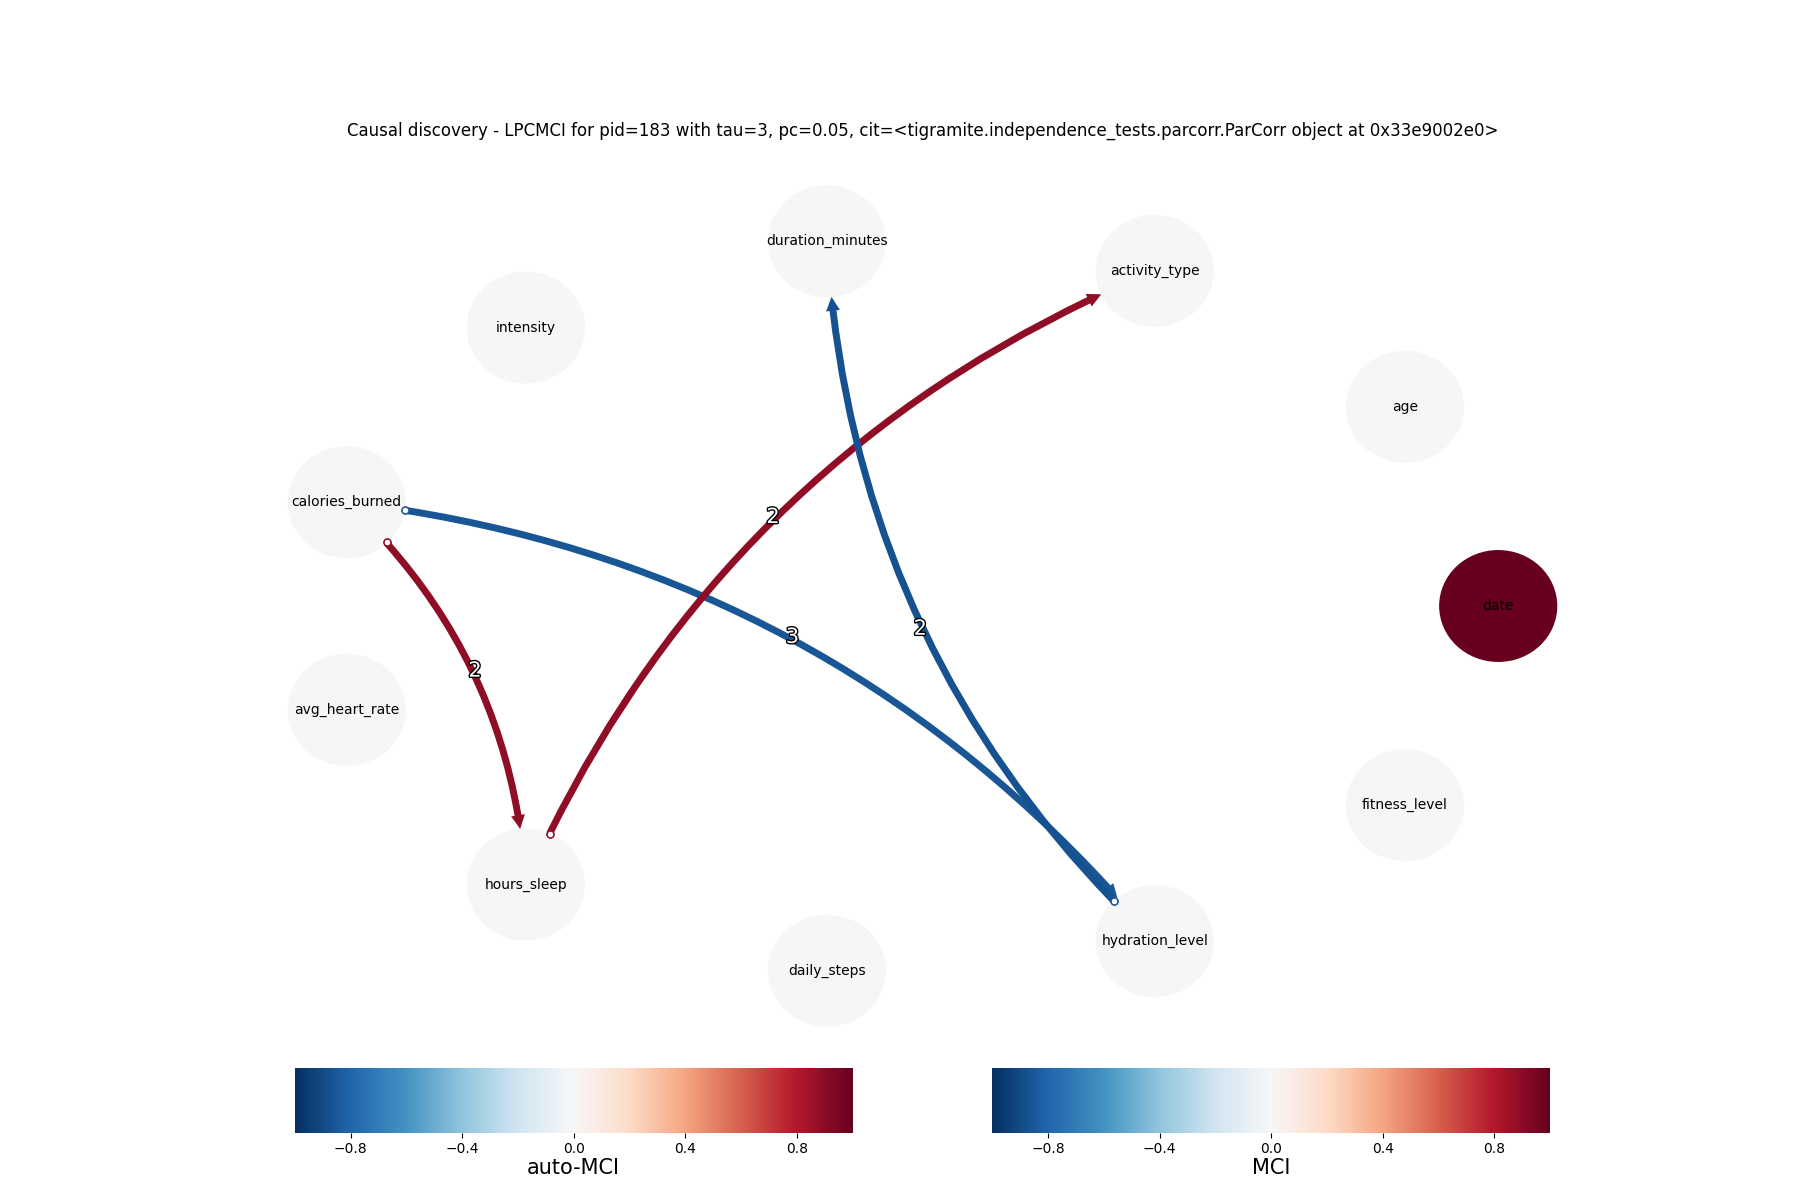 Causal discovery - LPCMCI for pid=183 with tau=3, pc=0.05, cit=<tigramite.independence_tests.parcorr.ParCorr object at 0x33e9002e0>
duration_minutes
activity_type
intensity
age
calories_burned
2
date
3
2
2
avg_heart_rate
fitness_level
hours_sleep
hydration_level
daily_steps
−0.8 −0.4 0.0 0.4 0.8
auto-MCI
−0.8 −0.4 0.0 0.4 0.8
MCI